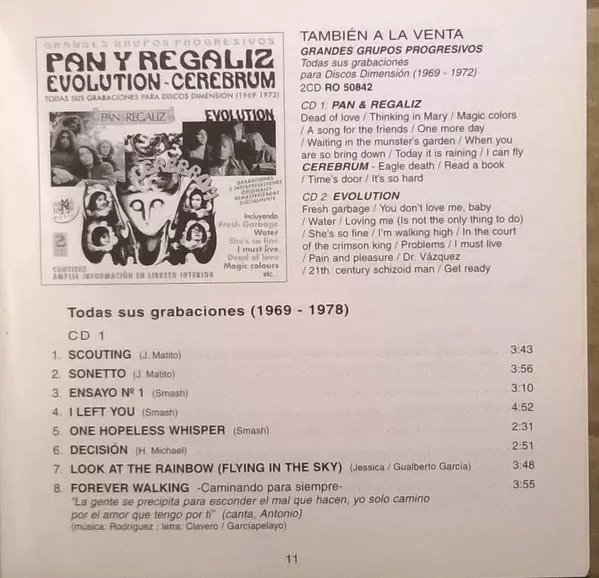 GRANDES GRUPOS PROGRESIVOS
PAN Y REGALIZ
EVOLUTION - CEREBRUM
TODAS SUS GRABACIONES PARA DISCOS DIMENSION (1969-1972)
PAN & REGALIZ
EVOLUTION
GRABACIONES
E INTERPRETACIONES
ORIGINALES
REMASTERIZADAS
DIGITALMENTE
Incluyendo
Fresh Garbage
Water
She's so fine
I must live
Dead of love
Magic colours
etc.
CONTIENE
AMPLIA INFORMACION EN LIBRETO INTERIOR
TAMBIÉN A LA VENTA
GRANDES GRUPOS PROGRESIVOS
Todas sus grabaciones
para Discos Dimensión (1969 - 1972)
2CD RO 50842
CD 1: PAN & REGALIZ
Dead of love / Thinking in Mary / Magic colors
/ A song for the friends / One more day
/ Waiting in the munster's garden / When you
are so bring down / Today it is raining / I can fly
CEREBRUM - Eagle death / Read a book
/ Time's door / It's so hard
CD 2: EVOLUTION
Fresh garbage / You don't love me, baby
/ Water / Loving me (Is not the only thing to do)
/ She's so fine / I'm walking high / In the court
of the crimson king / Problems / I must live
/ Pain and pleasure / Dr. Vázquez
/ 21th. century schizoid man / Get ready
Todas sus grabaciones (1969 - 1978)
CD 1
1. SCOUTING (J. Matito) 3:43
2. SONETTO (J. Matito) 3:56
3. ENSAYO Nº 1 (Smash) 3:10
4. I LEFT YOU (Smash) 4:52
5. ONE HOPELESS WHISPER (Smash) 2:31
6. DECISIÓN (H. Michael) 2:51
7. LOOK AT THE RAINBOW (FLYING IN THE SKY) (Jessica / Gualberto García) 3:48
8. FOREVER WALKING -Caminando para siempre- 3:55
"La gente se precipita para esconder el mal que hacen, yo solo camino
por el amor que tengo por ti" (canta, Antonio)
(música: Rodríguez ; letra: Clavero / Garcíapelayo)
11